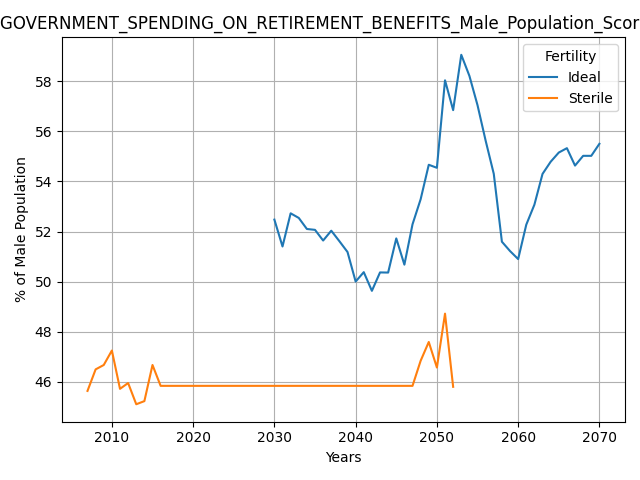 GOVERNMENT_SPENDING_ON_RETIREMENT_BENEFITS_Male_Population_Scor
Fertility
Ideal
Sterile
% of Male Population
58
56
54
52
50
48
46
2010 2020 2030 2040 2050 2060 2070
Years